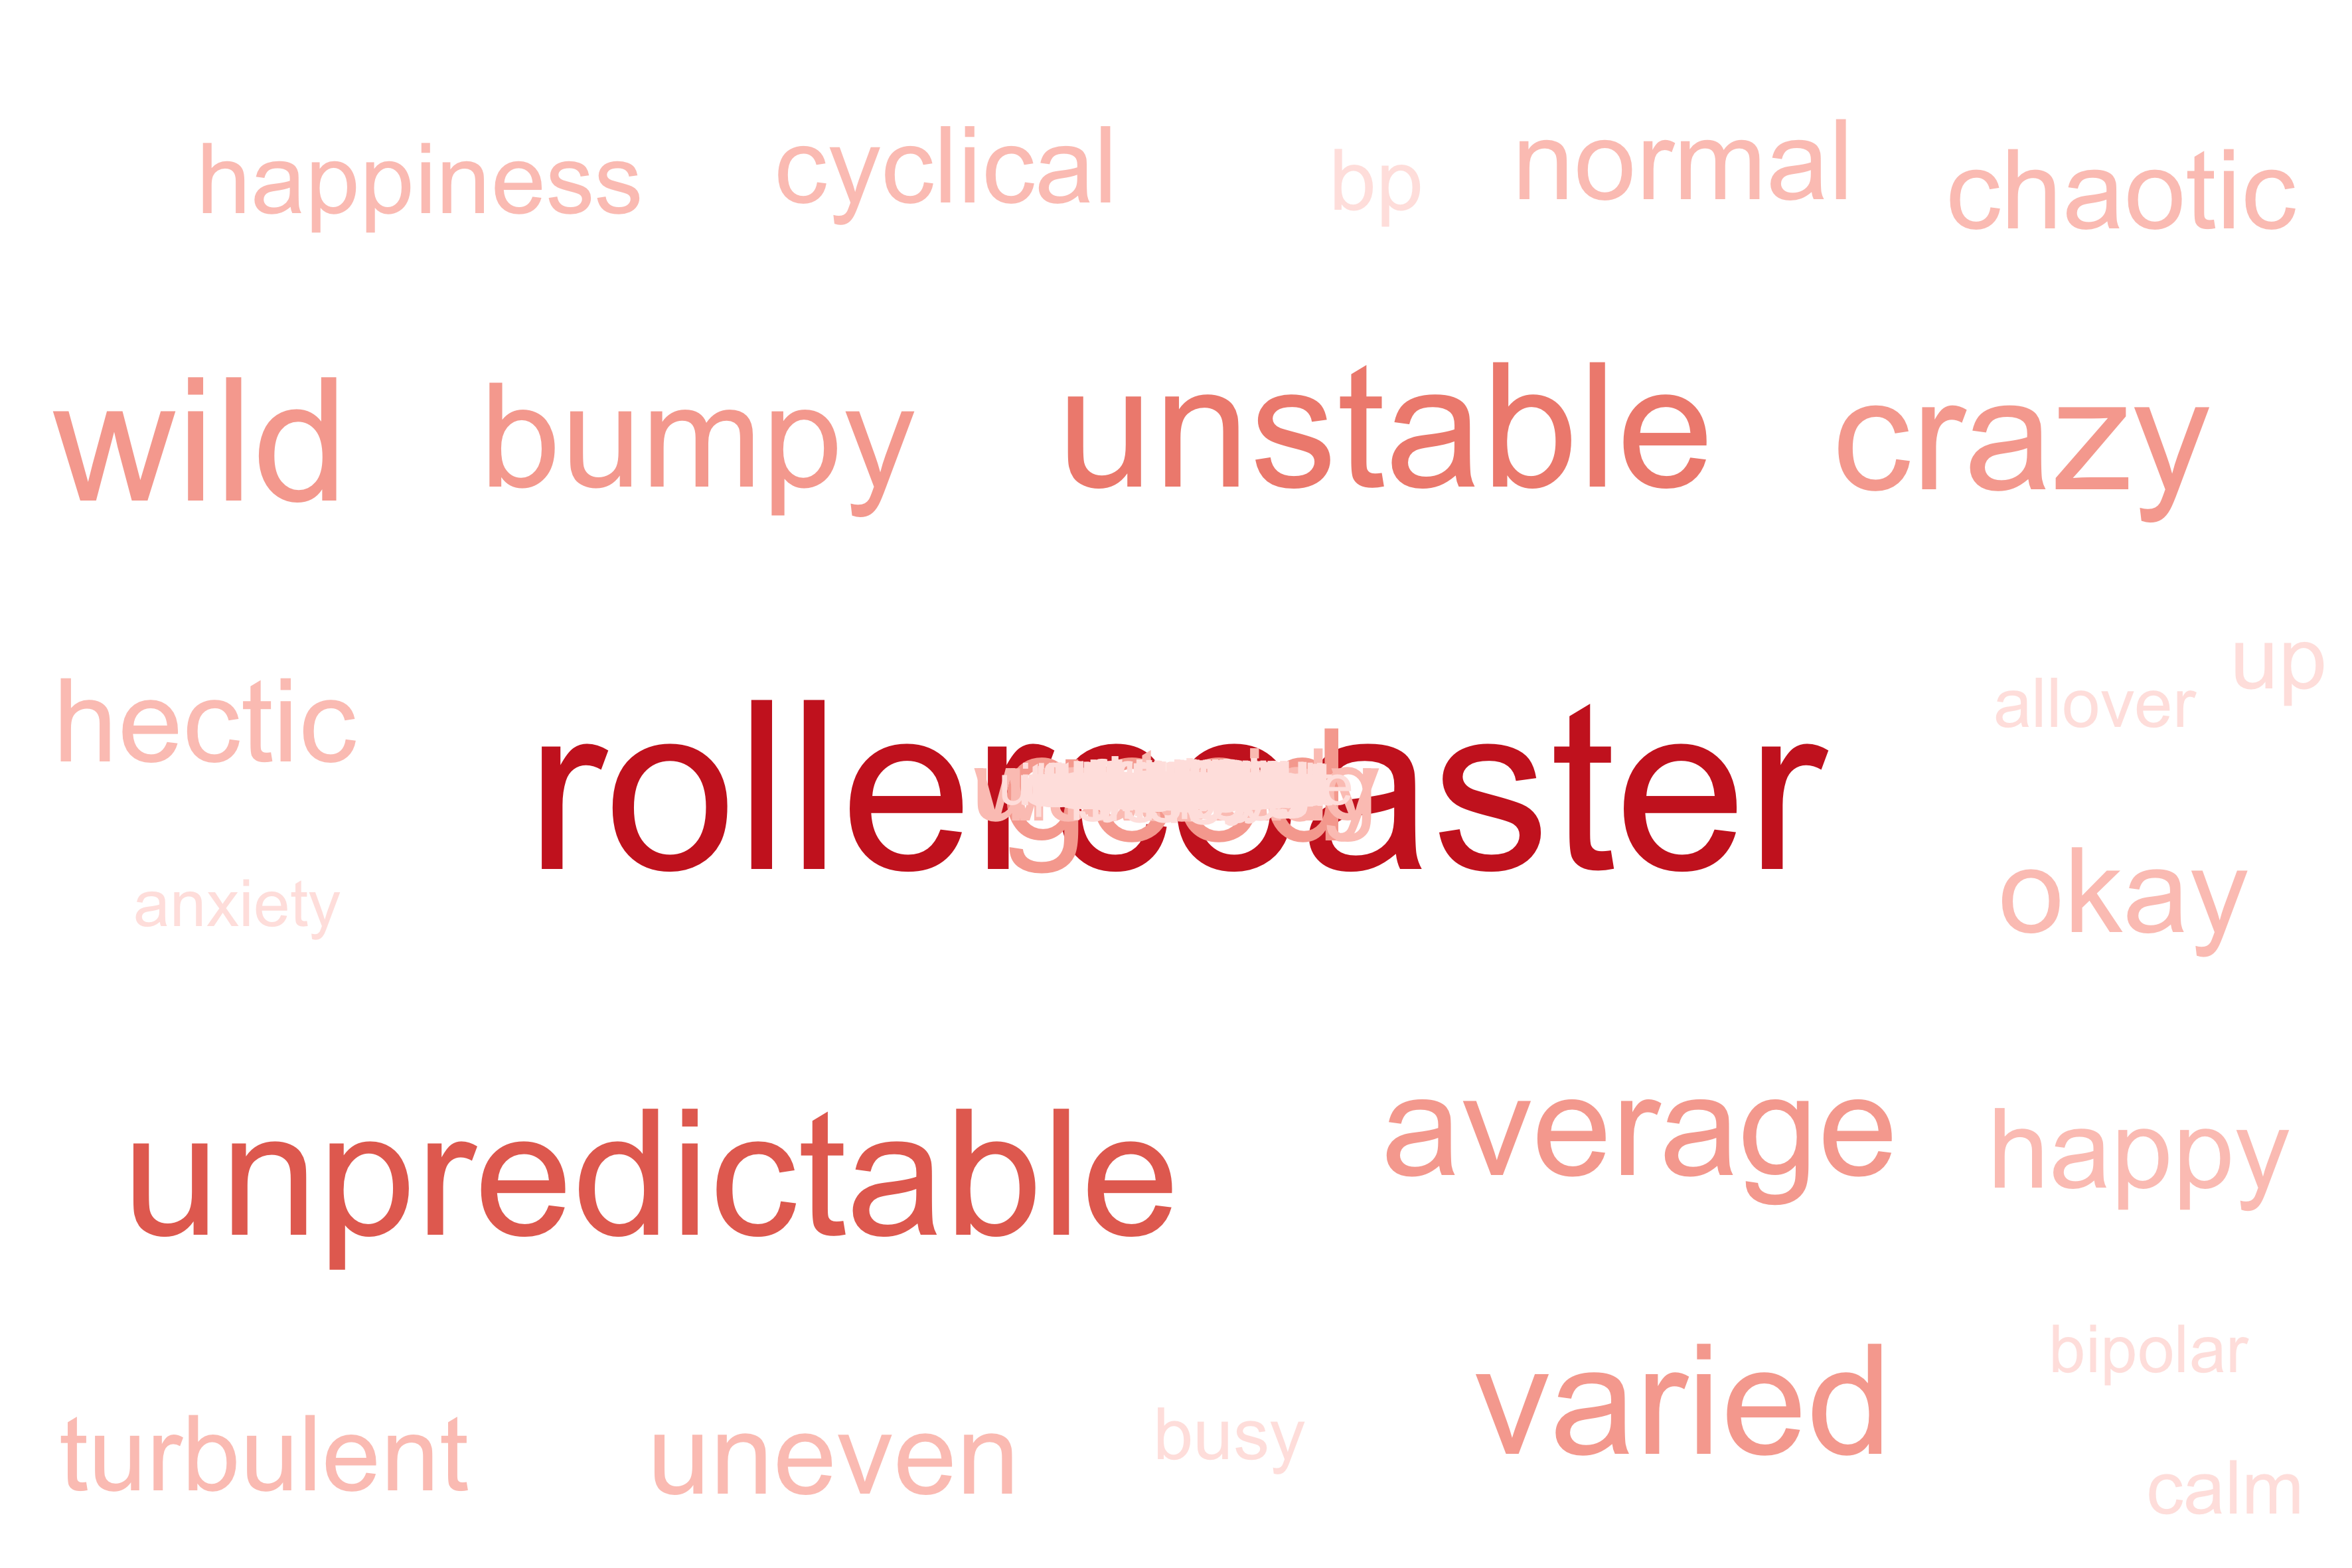 happiness cyclical bp normal chaotic
wild bumpy unstable crazy
up
hectic allover
rollercoaster
anxiety okay
unpredictable average happy
varied bipolar
turbulent uneven busy
calm